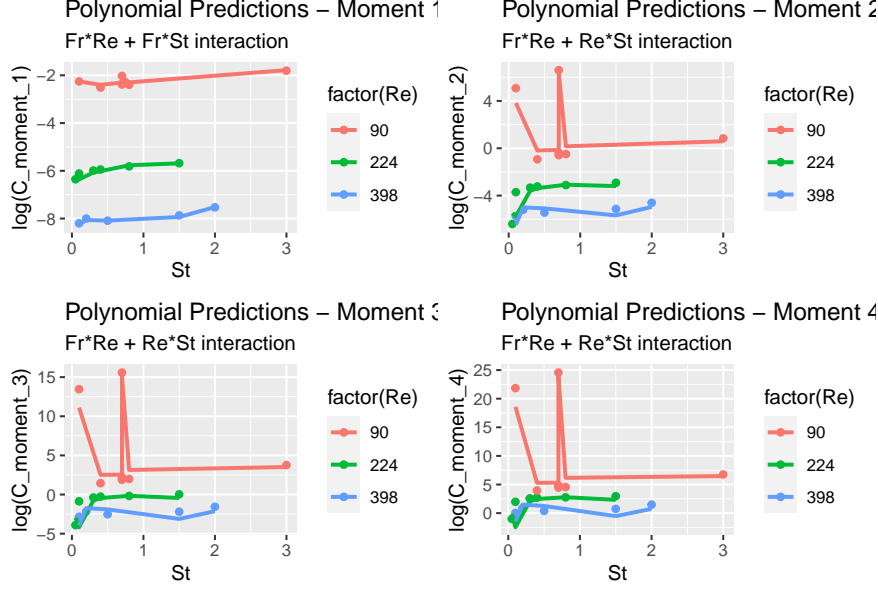 Polynomial Predictions – Moment 1
Fr*Re + Fr*St interaction
log(C_moment_1)
−2
−4
−6
−8
0
1
2
3
St
factor(Re)
90
224
398
Polynomial Predictions – Moment 2
Fr*Re + Re*St interaction
log(C_moment_2)
4
0
−4
0
1
2
3
St
factor(Re)
90
224
398
Polynomial Predictions – Moment 3
Fr*Re + Re*St interaction
log(C_moment_3)
15
10
5
0
−5
0
1
2
3
St
factor(Re)
90
224
398
Polynomial Predictions – Moment 4
Fr*Re + Re*St interaction
log(C_moment_4)
25
20
15
10
5
0
0
1
2
3
St
factor(Re)
90
224
398